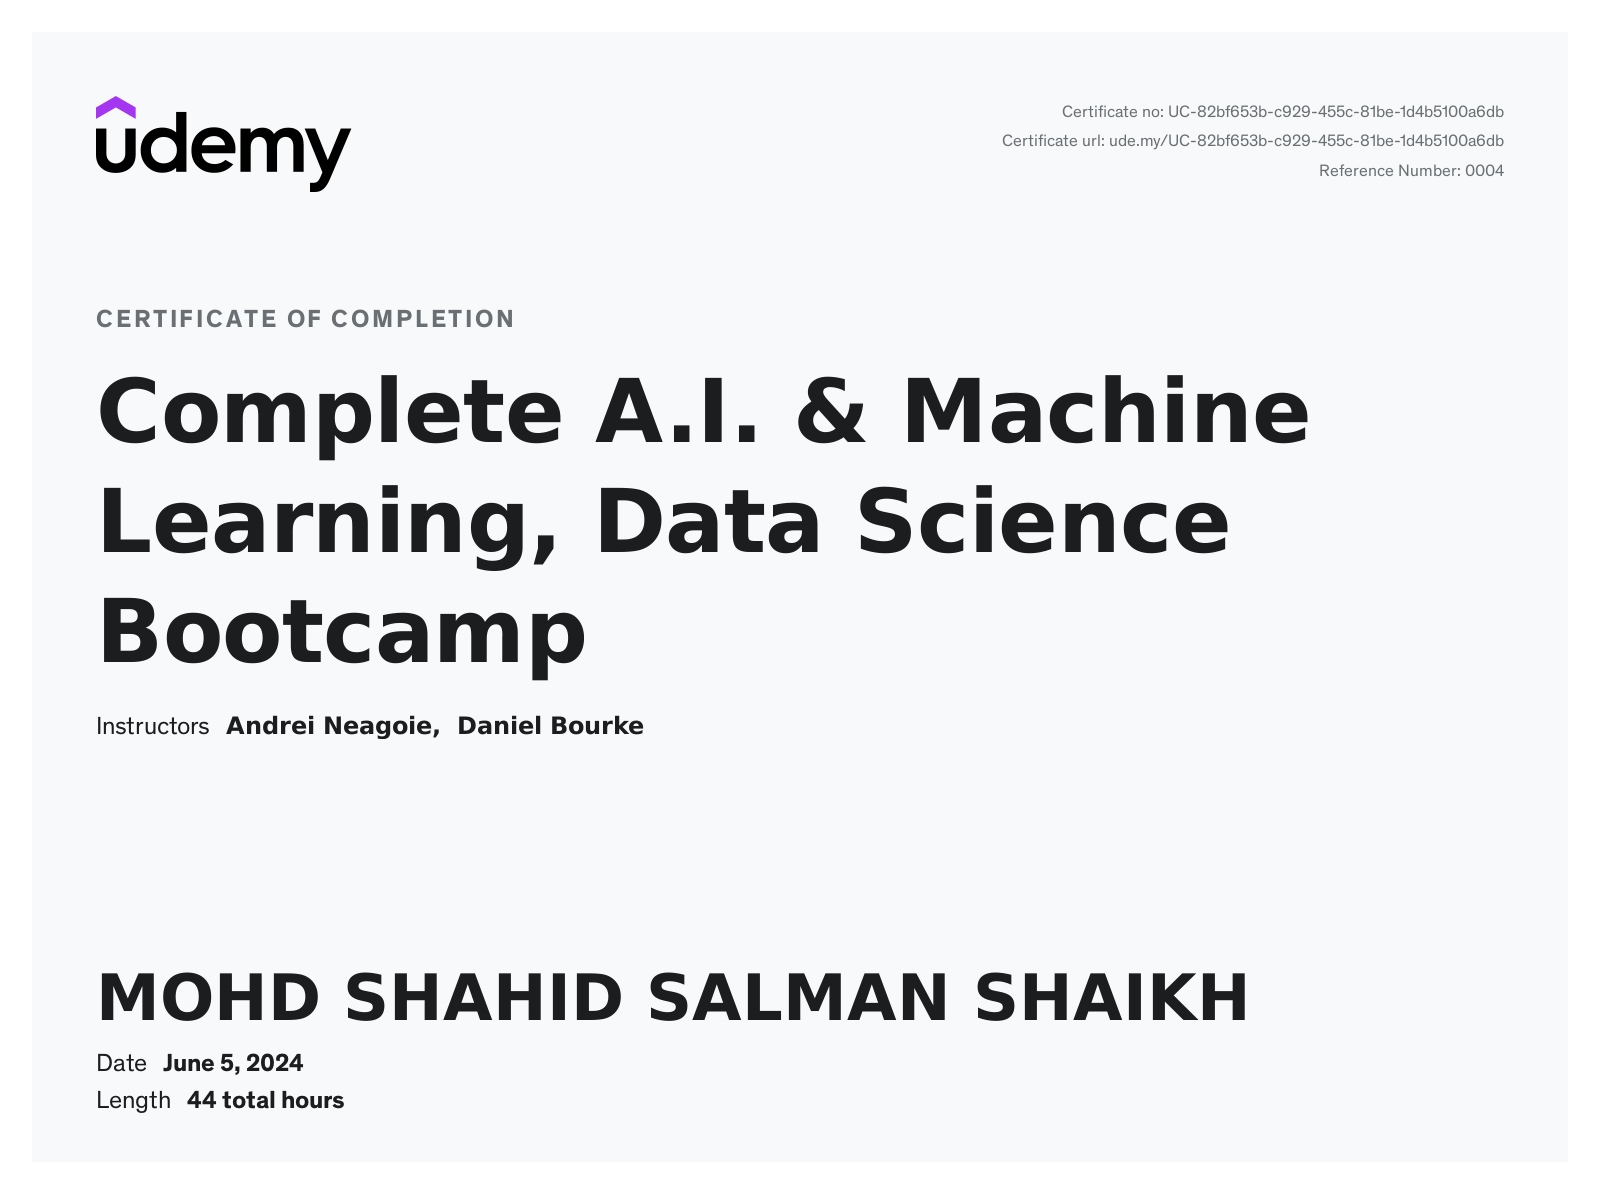 udemy
Certificate no: UC-82bf653b-c929-455c-81be-1d4b5100a6db
Certificate url: ude.my/UC-82bf653b-c929-455c-81be-1d4b5100a6db
Reference Number: 0004
CERTIFICATE OF COMPLETION
Complete A.I. & Machine
Learning, Data Science
Bootcamp
Instructors Andrei Neagoie, Daniel Bourke
MOHD SHAHID SALMAN SHAIKH
Date June 5, 2024
Length 44 total hours